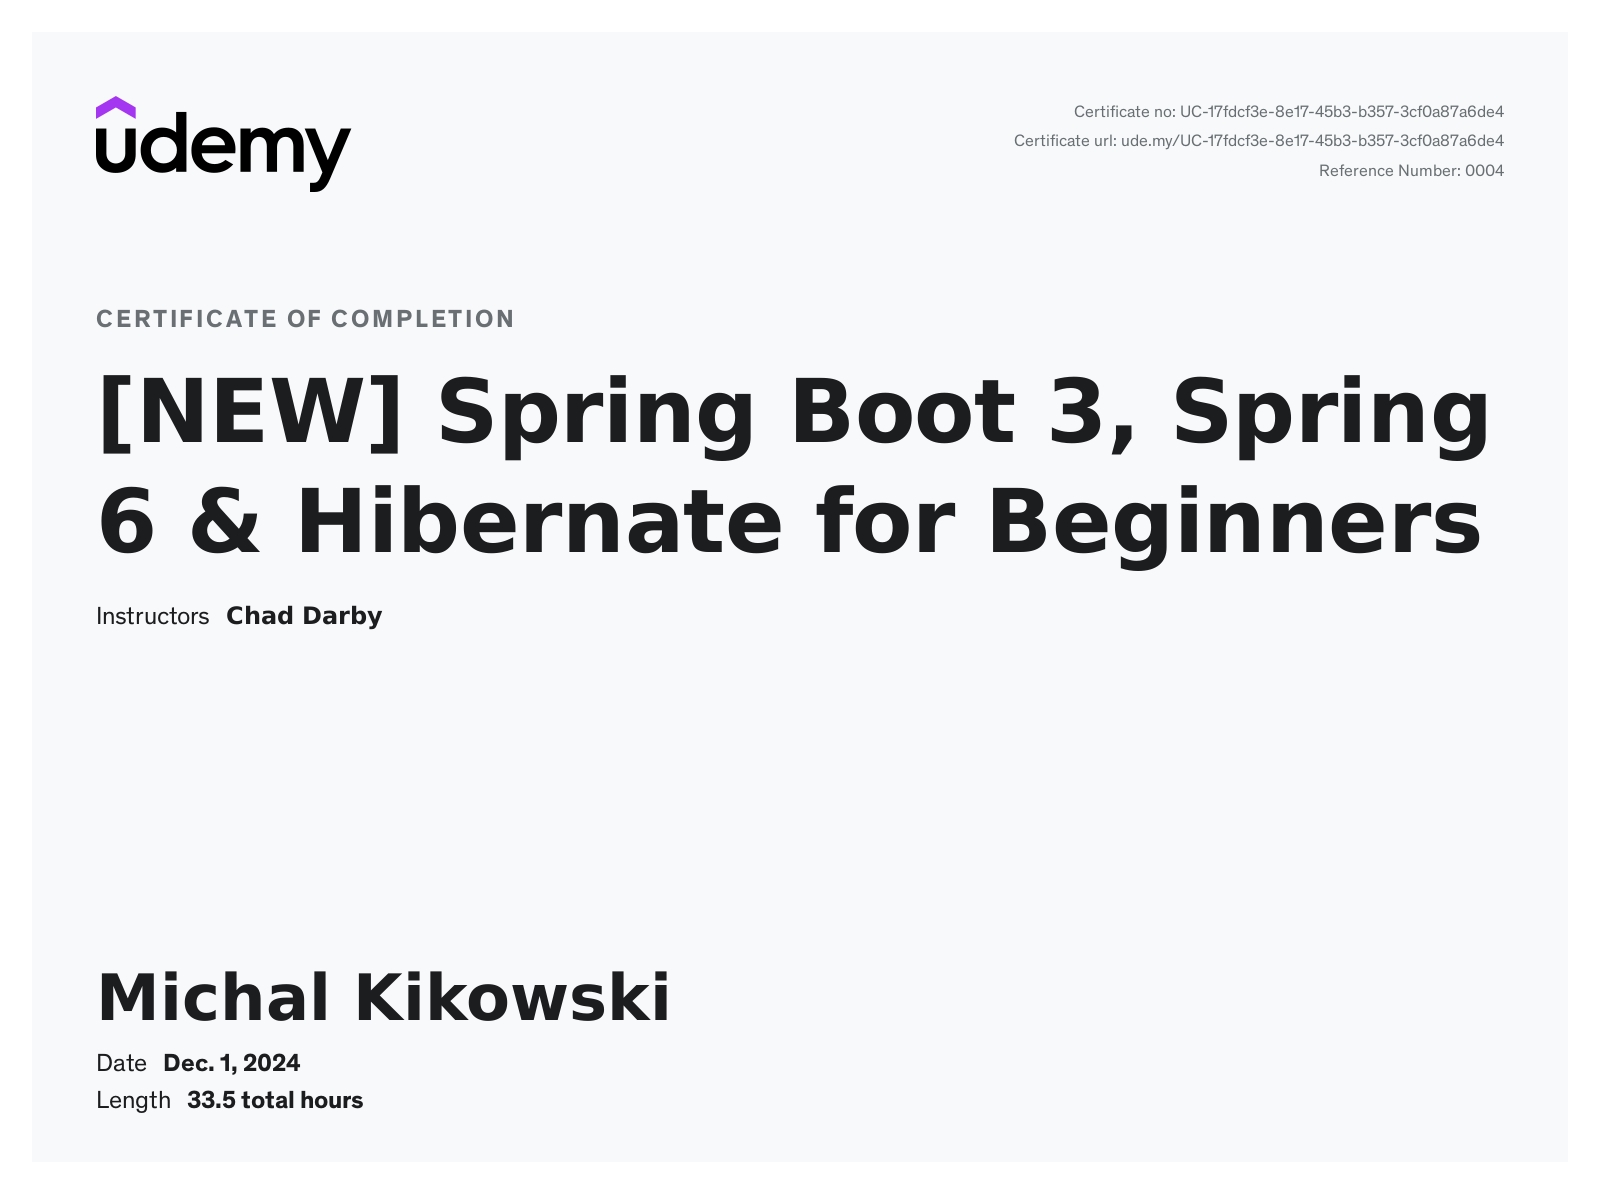 udemy
Certificate no: UC-17fdcf3e-8e17-45b3-b357-3cf0a87a6de4
Certificate url: ude.my/UC-17fdcf3e-8e17-45b3-b357-3cf0a87a6de4
Reference Number: 0004
CERTIFICATE OF COMPLETION
[NEW] Spring Boot 3, Spring
6 & Hibernate for Beginners
Instructors Chad Darby
Michal Kikowski
Date Dec. 1, 2024
Length 33.5 total hours